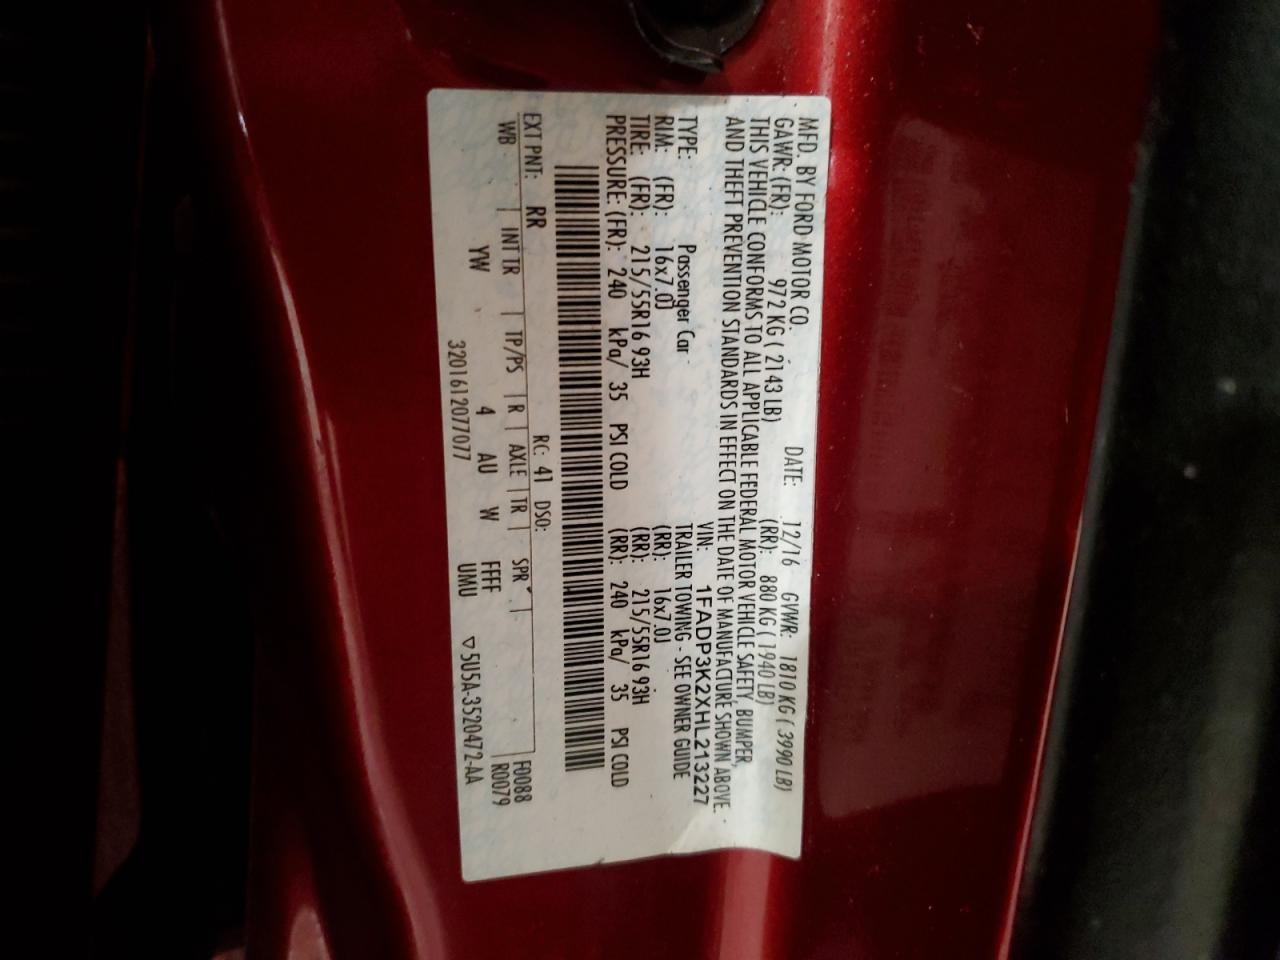 MFD. BY FORD MOTOR CO.
DATE: 12/16 GVWR: 1810 KG ( 3990 LB)
GAWR: (FR): 972 KG ( 2143 LB) (RR): 880 KG ( 1940 LB)
THIS VEHICLE CONFORMS TO ALL APPLICABLE FEDERAL MOTOR VEHICLE SAFETY, BUMPER,
AND THEFT PREVENTION STANDARDS IN EFFECT ON THE DATE OF MANUFACTURE SHOWN ABOVE.
VIN: 1FADP3K2XHL213227
TYPE: Passenger Car TRAILER TOWING - SEE OWNER GUIDE
RIM: (FR): 16x7.0J (RR): 16x7.0J
TIRE: (FR): 215/55R16 93H (RR): 215/55R16 93H
PRESSURE: (FR): 240 kPa/ 35 PSI COLD (RR): 240 kPa/ 35 PSI COLD
EXT PNT: RR RC: 41 DSO: F0088
WB | INT TR | TP/PS | R | AXLE | TR | SPR | R0079
YW 4 AU W FFFF
3201612077077 UMU ▽5U5A-3520472-AA